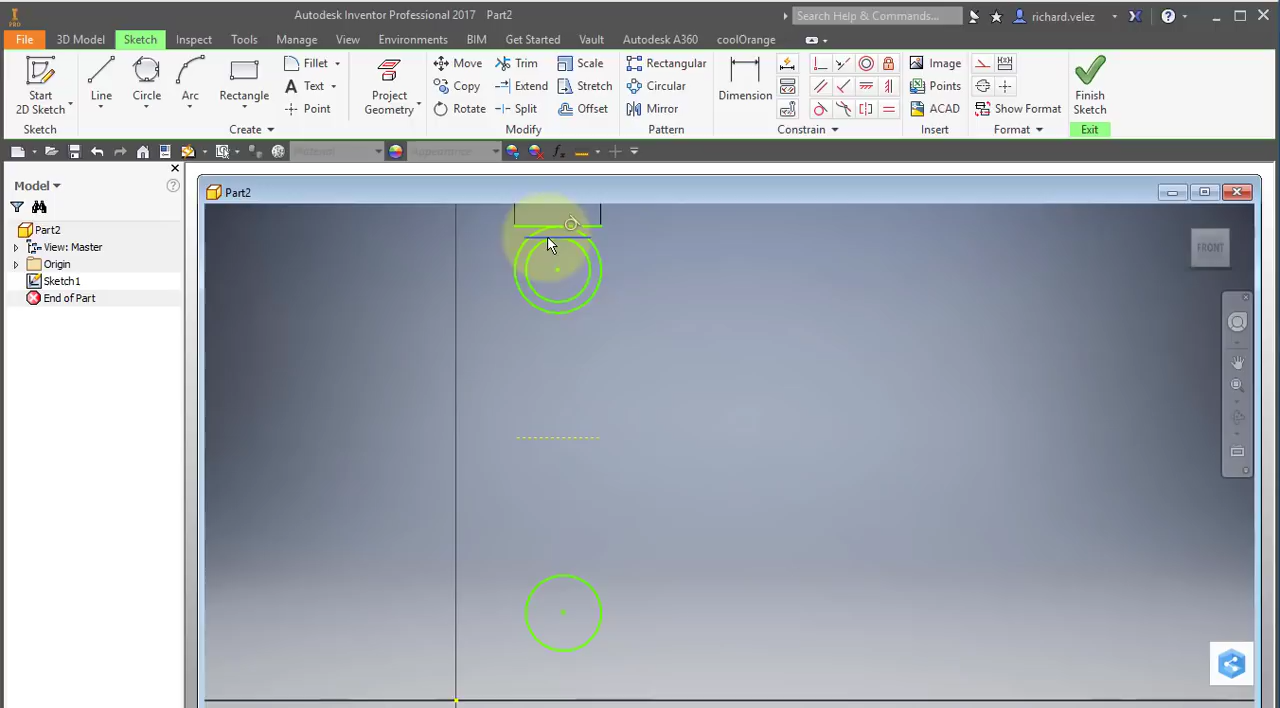 Autodesk Inventor Professional 2017 Part2
Search Help & Commands...
richard.velez
PRO
File 3D Model Sketch Inspect Tools Manage View Environments BIM Get Started Vault Autodesk A360 coolOrange
Start
2D Sketch
Line
Circle
Arc
Rectangle
Fillet
Text
Point
Project
Geometry
Move
Copy
Rotate
Trim
Extend
Split
Scale
Stretch
Offset
Rectangular
Circular
Mirror
Dimension
Image
Points
ACAD
Show Format
Finish
Sketch
Sketch Create Modify Pattern Constrain Insert Format Exit
Material Appearance
Model
Part2
View: Master
Origin
Sketch1
End of Part
Part2
FRONT